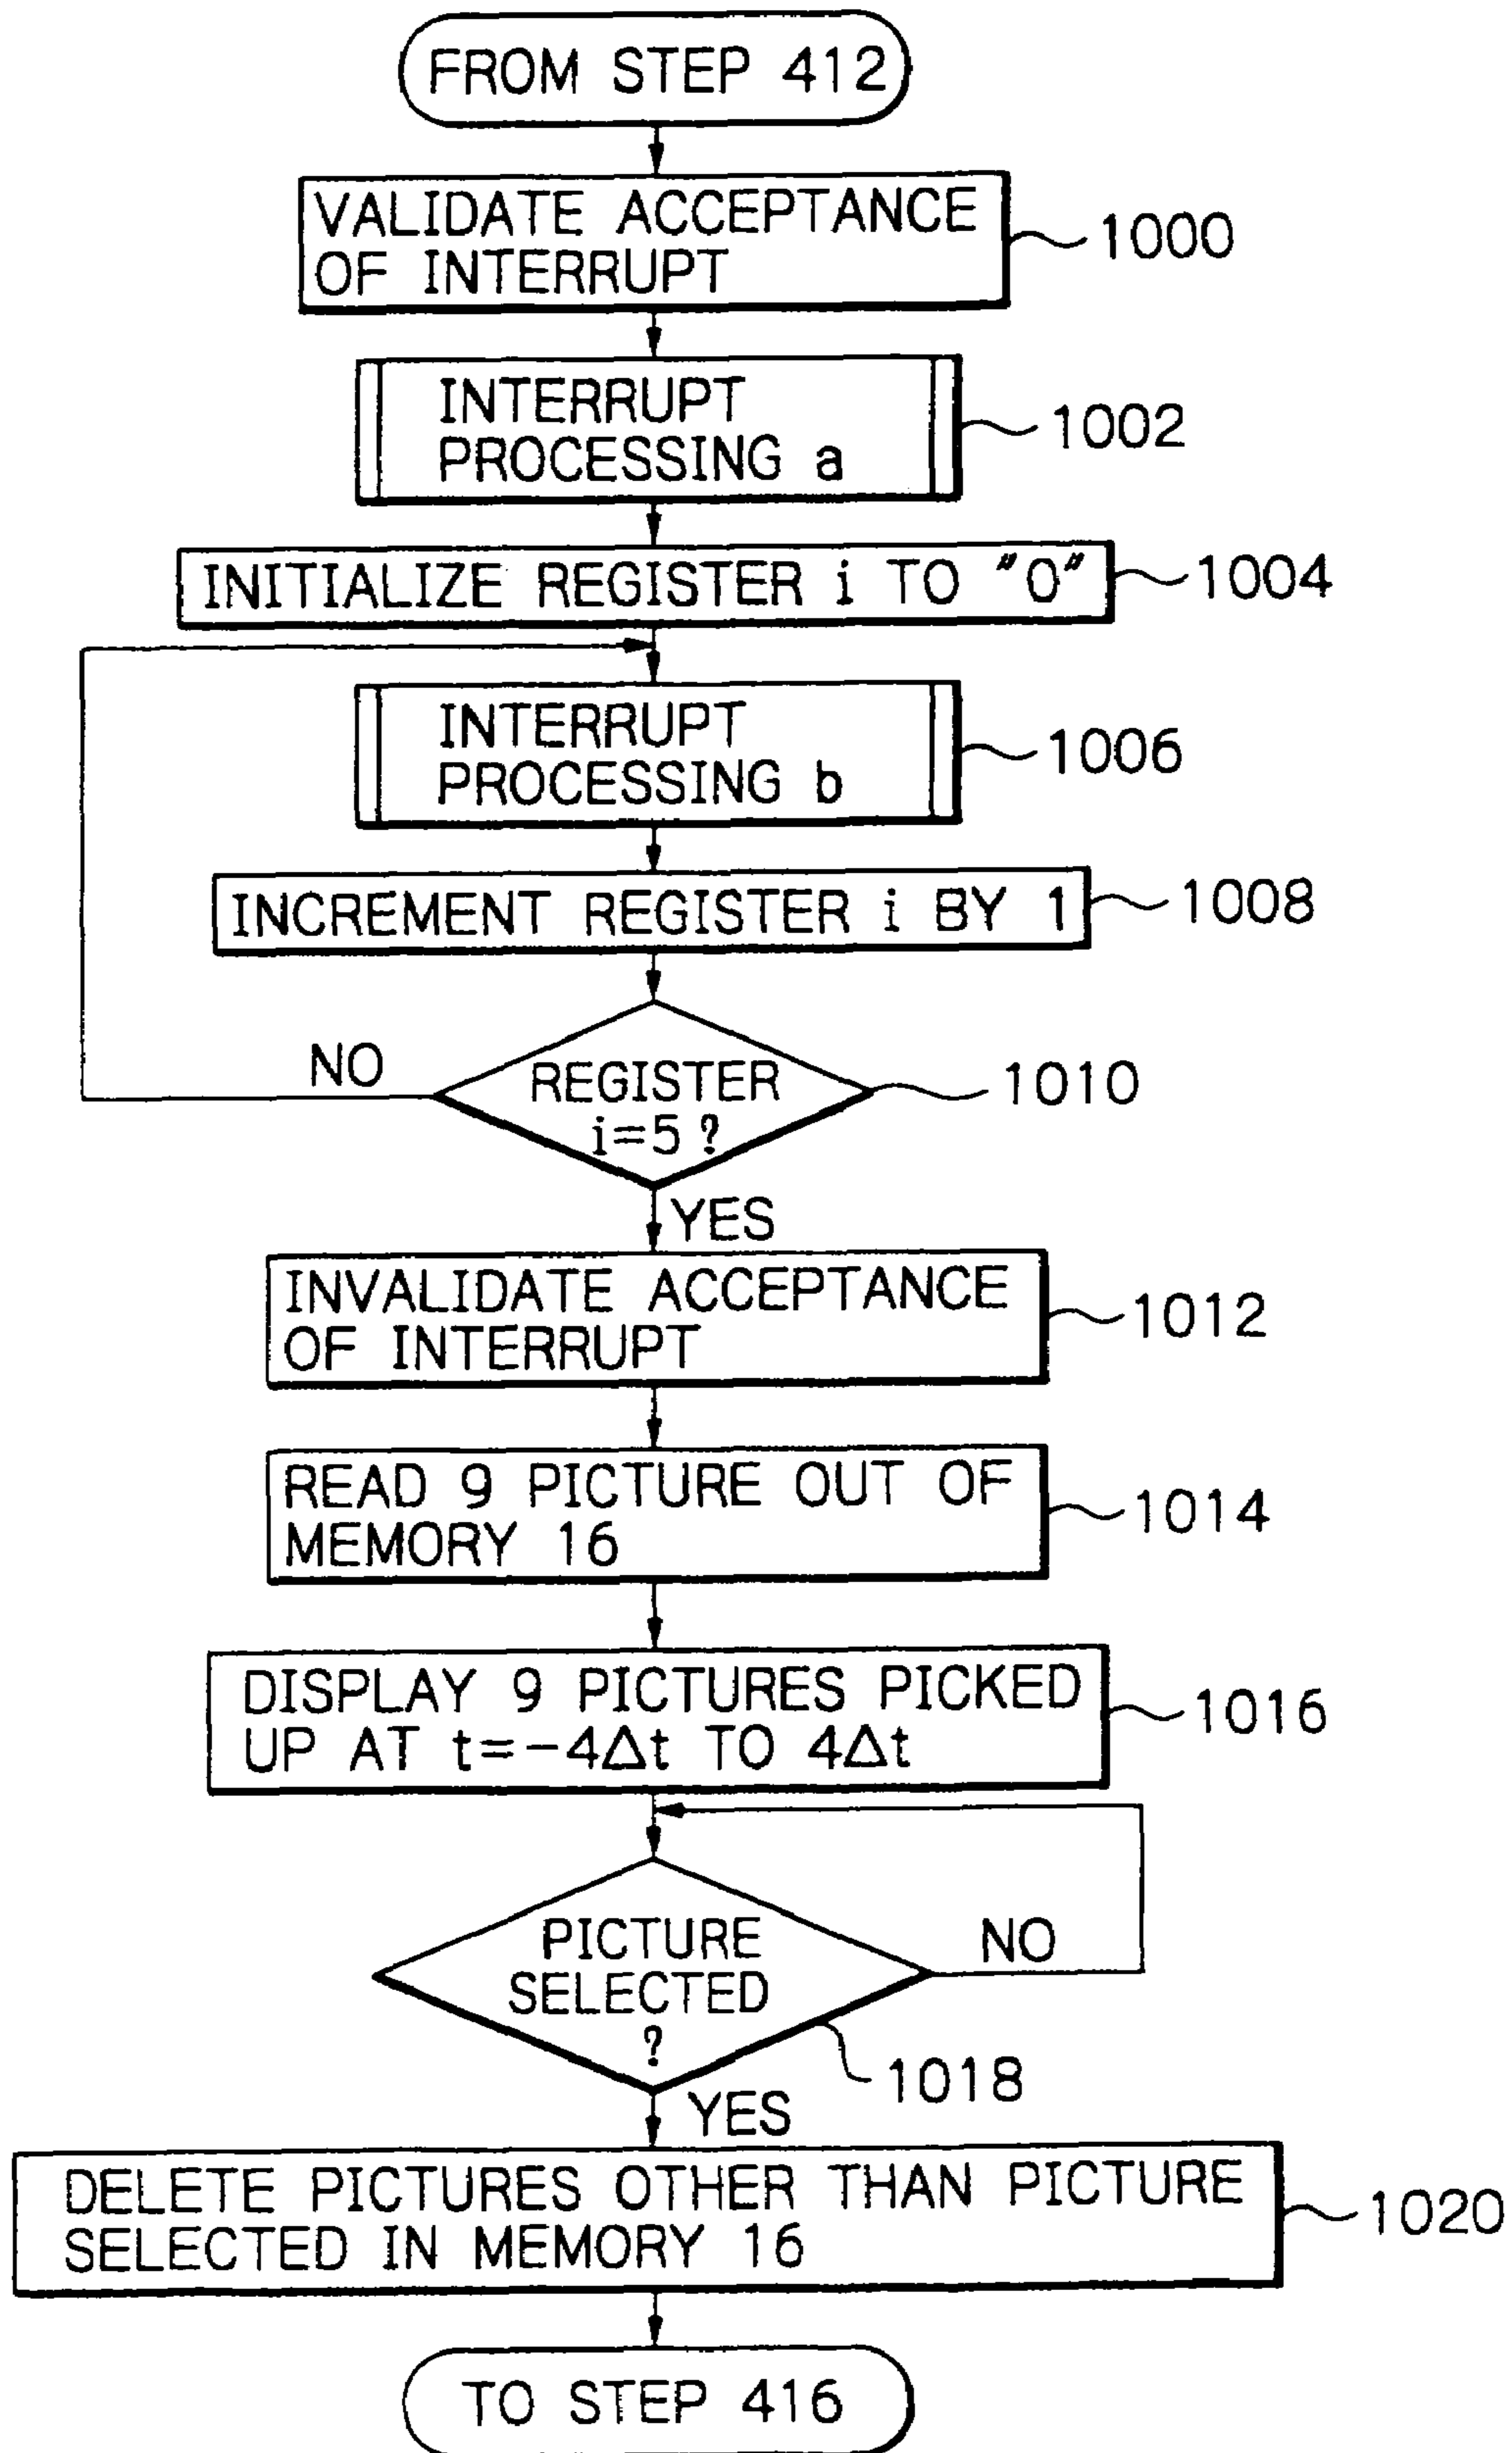 FROM STEP 412
VALIDATE ACCEPTANCE
OF INTERRUPT
1000
INTERRUPT
PROCESSING a
1002
INITIALIZE REGISTER i TO "0"
1004
INTERRUPT
PROCESSING b
1006
INCREMENT REGISTER i BY 1
1008
NO
REGISTER
i=5 ?
1010
YES
INVALIDATE ACCEPTANCE
OF INTERRUPT
1012
READ 9 PICTURE OUT OF
MEMORY 16
1014
DISPLAY 9 PICTURES PICKED
UP AT t=-4Δt TO 4Δt
1016
PICTURE
SELECTED
?
NO
1018
YES
DELETE PICTURES OTHER THAN PICTURE
SELECTED IN MEMORY 16
1020
TO STEP 416